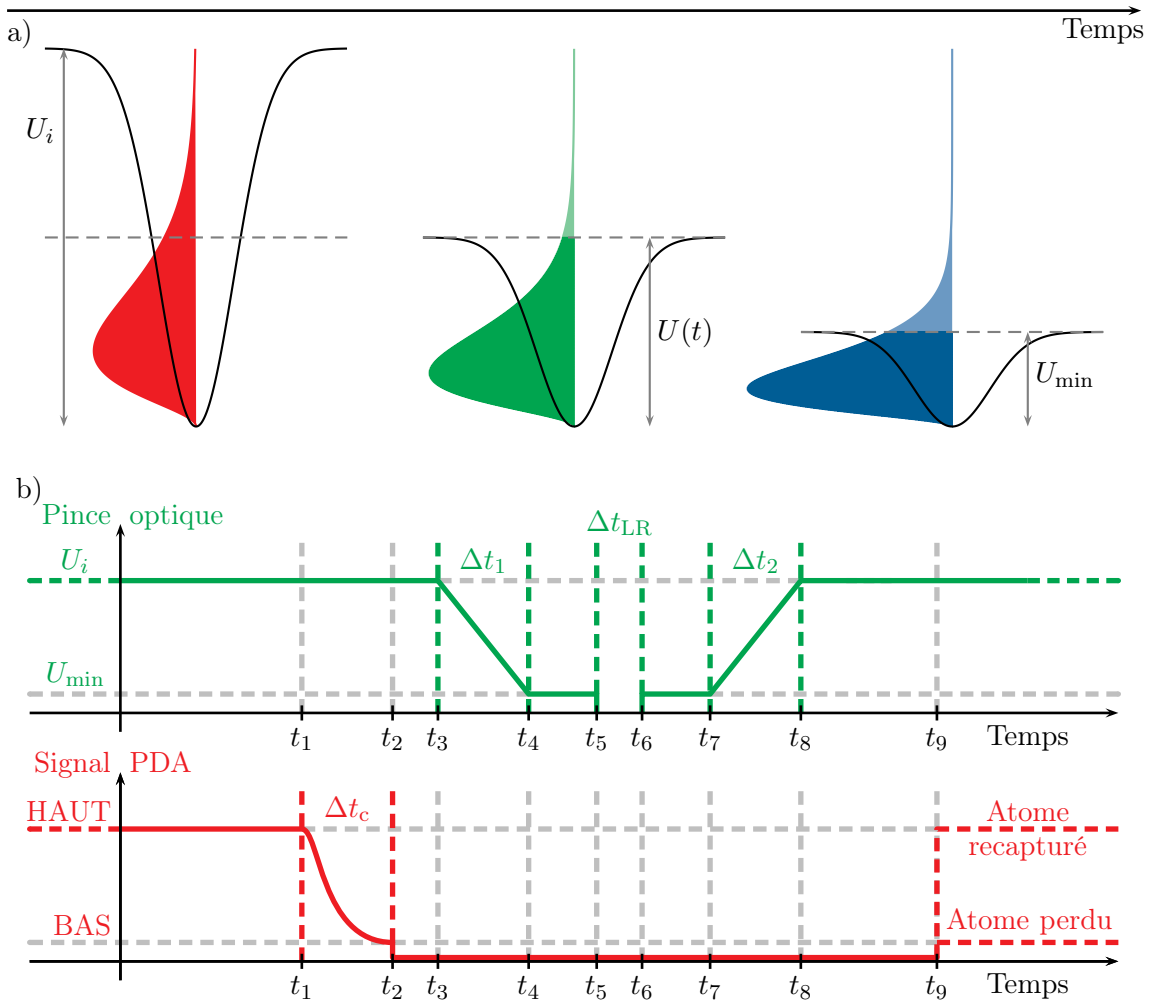 Temps
a)
U_i
U(t)
U_min
b)
Pince optique
Δt_LR
U_i
Δt_1
Δt_2
U_min
t_1 t_2 t_3 t_4 t_5 t_6 t_7 t_8 t_9 Temps
Signal PDA
HAUT
Δt_c
Atome
recapturé
BAS
Atome perdu
t_1 t_2 t_3 t_4 t_5 t_6 t_7 t_8 t_9 Temps